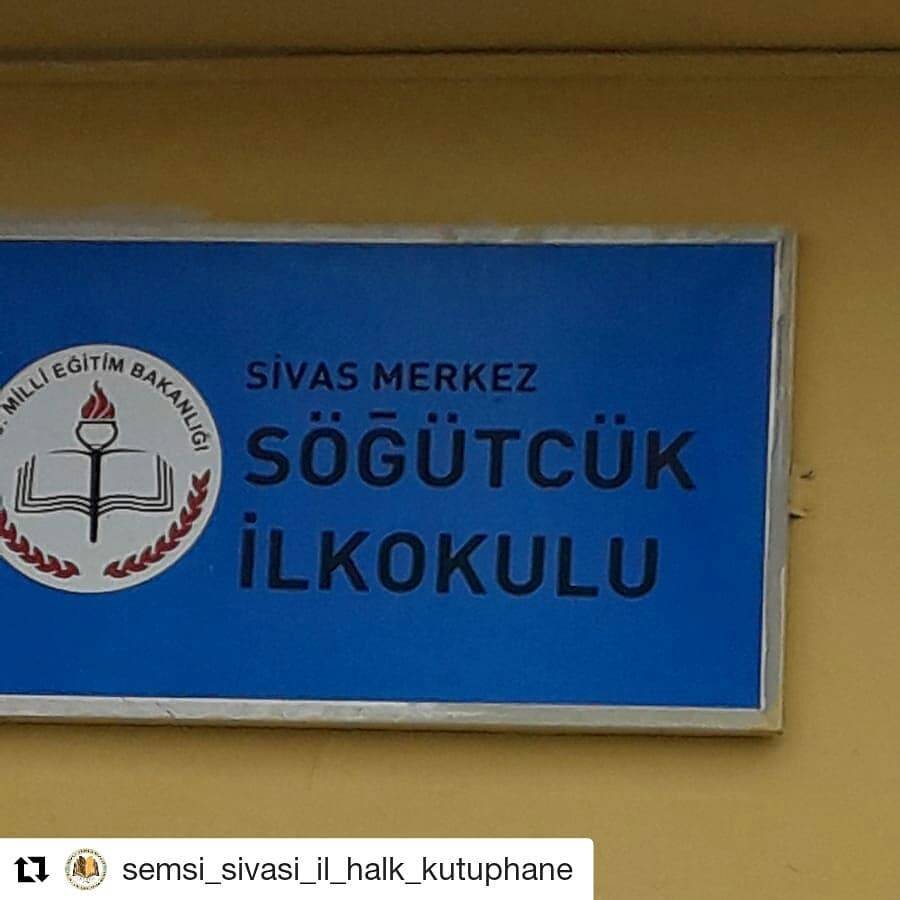 MİLLİ EĞİTİM BAKANLIĞI
SİVAS MERKEZ
SÖĞÜTCÜK
İLKOKULU
semsi_sivasi_il_halk_kutuphane